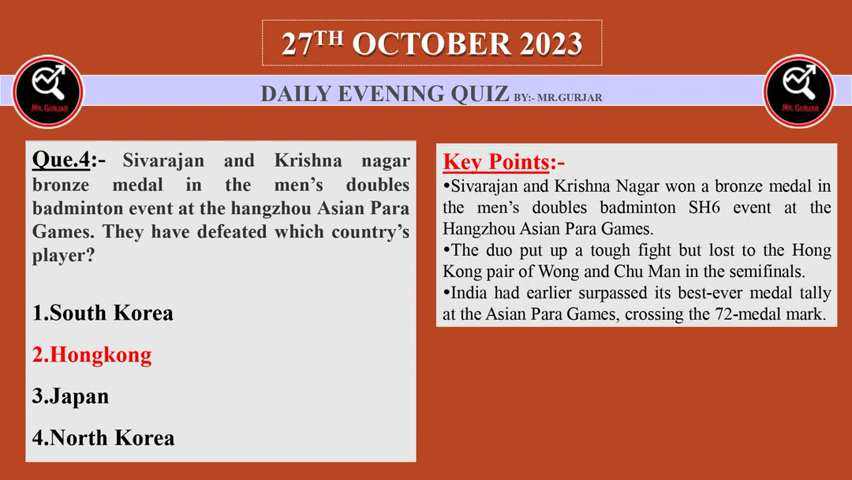 27TH OCTOBER 2023
DAILY EVENING QUIZ BY:- MR.GURJAR
MR. GURJAR
MR. GURJAR
Que.4:- Sivarajan and Krishna nagar
bronze medal in the men's doubles
badminton event at the hangzhou Asian Para
Games. They have defeated which country's
player?
1.South Korea
2.Hongkong
3.Japan
4.North Korea
Key Points:-
•Sivarajan and Krishna Nagar won a bronze medal in
the men's doubles badminton SH6 event at the
Hangzhou Asian Para Games.
•The duo put up a tough fight but lost to the Hong
Kong pair of Wong and Chu Man in the semifinals.
•India had earlier surpassed its best-ever medal tally
at the Asian Para Games, crossing the 72-medal mark.